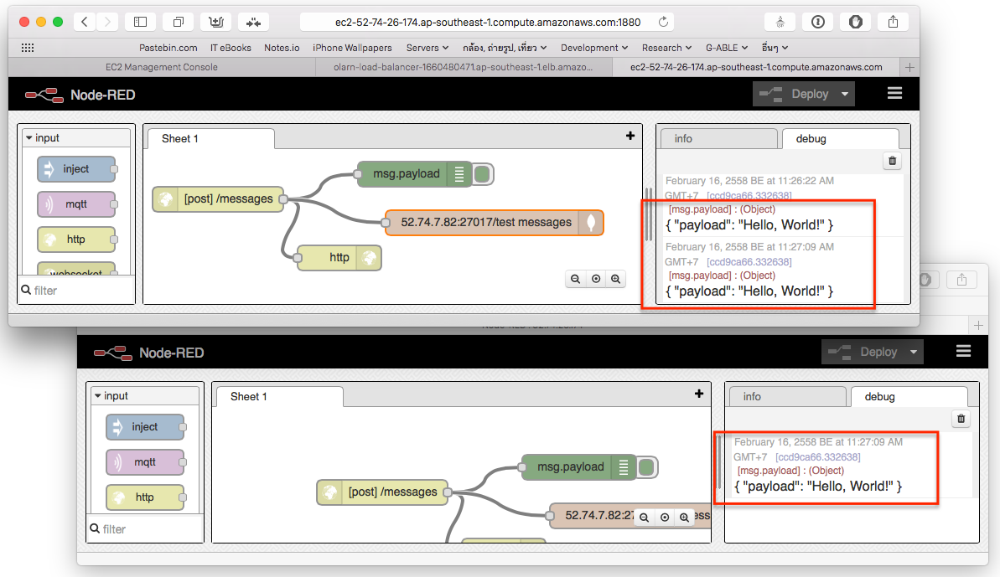 ec2-52-74-26-174.ap-southeast-1.compute.amazonaws.com:1880
Pastebin.com IT eBooks Notes.io iPhone Wallpapers Servers กล้อง, ถ่ายรูป, เที่ยว Development Research G-ABLE อื่นๆ
EC2 Management Console olarn-load-balancer-1660480471.ap-southeast-1.elb.amazo... ec2-52-74-26-174.ap-southeast-1.compute.amazonaws.com
Node-RED Deploy
input
inject
mqtt
http
websocket
filter
Sheet 1
msg.payload
[post] /messages
52.74.7.82:27017/test messages
http
info debug
February 16, 2558 BE at 11:26:22 AM
GMT+7 [ccd9ca66.332638]
[msg.payload] : (Object)
{ "payload": "Hello, World!" }
February 16, 2558 BE at 11:27:09 AM
GMT+7 [ccd9ca66.332638]
[msg.payload] : (Object)
{ "payload": "Hello, World!" }
Node-RED Deploy
input
inject
mqtt
http
filter
Sheet 1
msg.payload
[post] /messages
52.74.7.82:27
info debug
February 16, 2558 BE at 11:27:09 AM
GMT+7 [ccd9ca66.332638]
[msg.payload] : (Object)
{ "payload": "Hello, World!" }